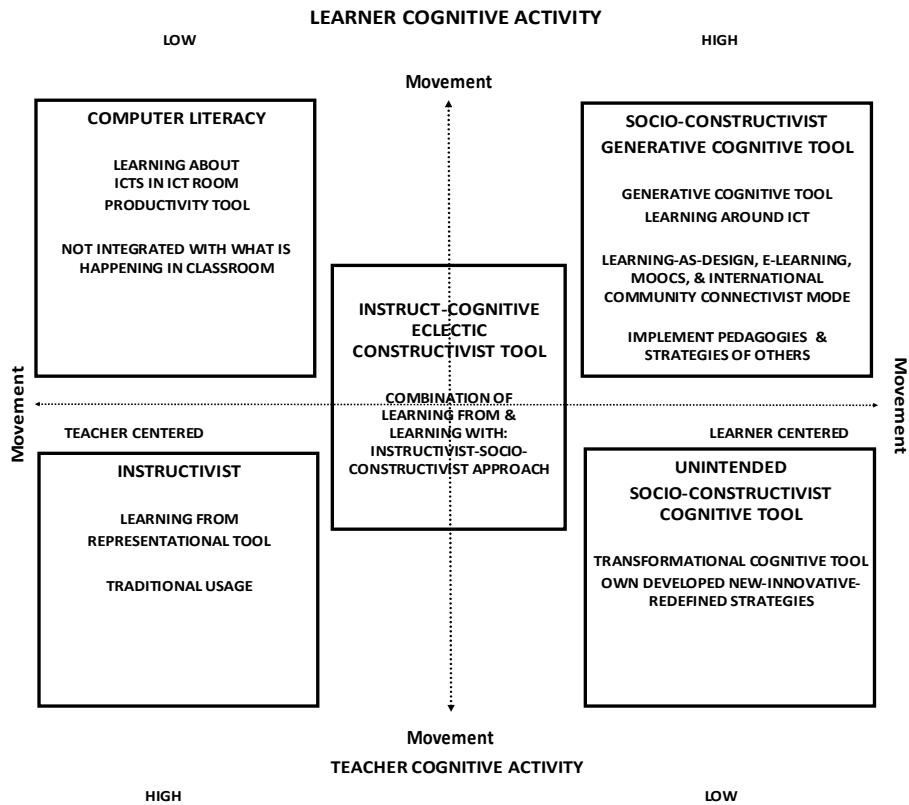 LEARNER COGNITIVE ACTIVITY
LOW
HIGH
Movement
COMPUTER LITERACY
LEARNING ABOUT
ICTS IN ICT ROOM
PRODUCTIVITY TOOL
NOT INTEGRATED WITH WHAT IS
HAPPENING IN CLASSROOM
SOCIO-CONSTRUCTIVIST
GENERATIVE COGNITIVE TOOL
GENERATIVE COGNITIVE TOOL
LEARNING AROUND ICT
LEARNING-AS-DESIGN, E-LEARNING,
MOOCS, & INTERNATIONAL
COMMUNITY CONNECTIVIST MODE
IMPLEMENT PEDAGOGIES &
STRATEGIES OF OTHERS
INSTRUCT-COGNITIVE
ECLECTIC
CONSTRUCTIVIST TOOL
COMBINATION OF
LEARNING FROM &
LEARNING WITH:
INSTRUCTIVIST-SOCIO-
CONSTRUCTIVIST APPROACH
Movement
Movement
TEACHER CENTERED
LEARNER CENTERED
INSTRUCTIVIST
LEARNING FROM
REPRESENTATIONAL TOOL
TRADITIONAL USAGE
UNINTENDED
SOCIO-CONSTRUCTIVIST
COGNITIVE TOOL
TRANSFORMATIONAL COGNITIVE TOOL
OWN DEVELOPED NEW-INNOVATIVE-
REDEFINED STRATEGIES
Movement
TEACHER COGNITIVE ACTIVITY
HIGH
LOW